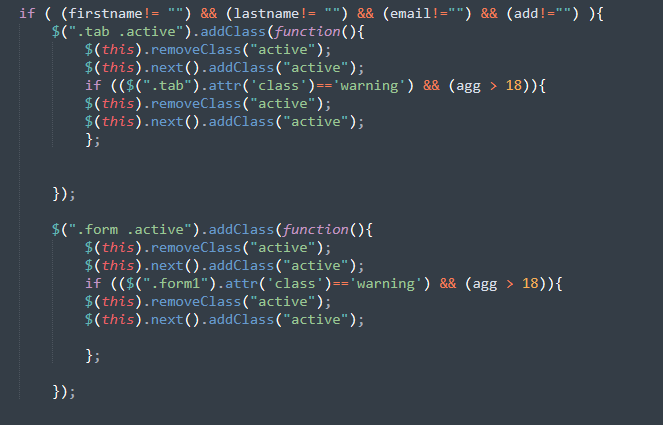 if ( (firstname!= "") && (lastname!= "") && (email!="") && (add!="") ){
$(".tab .active").addClass(function(){
$(this).removeClass("active");
$(this).next().addClass("active");
if (($(".tab").attr('class')=='warning') && (agg > 18)){
$(this).removeClass("active");
$(this).next().addClass("active");
};
});
$(".form .active").addClass(function(){
$(this).removeClass("active");
$(this).next().addClass("active");
if (($(".form1").attr('class')=='warning') && (agg > 18)){
$(this).removeClass("active");
$(this).next().addClass("active");
};
});